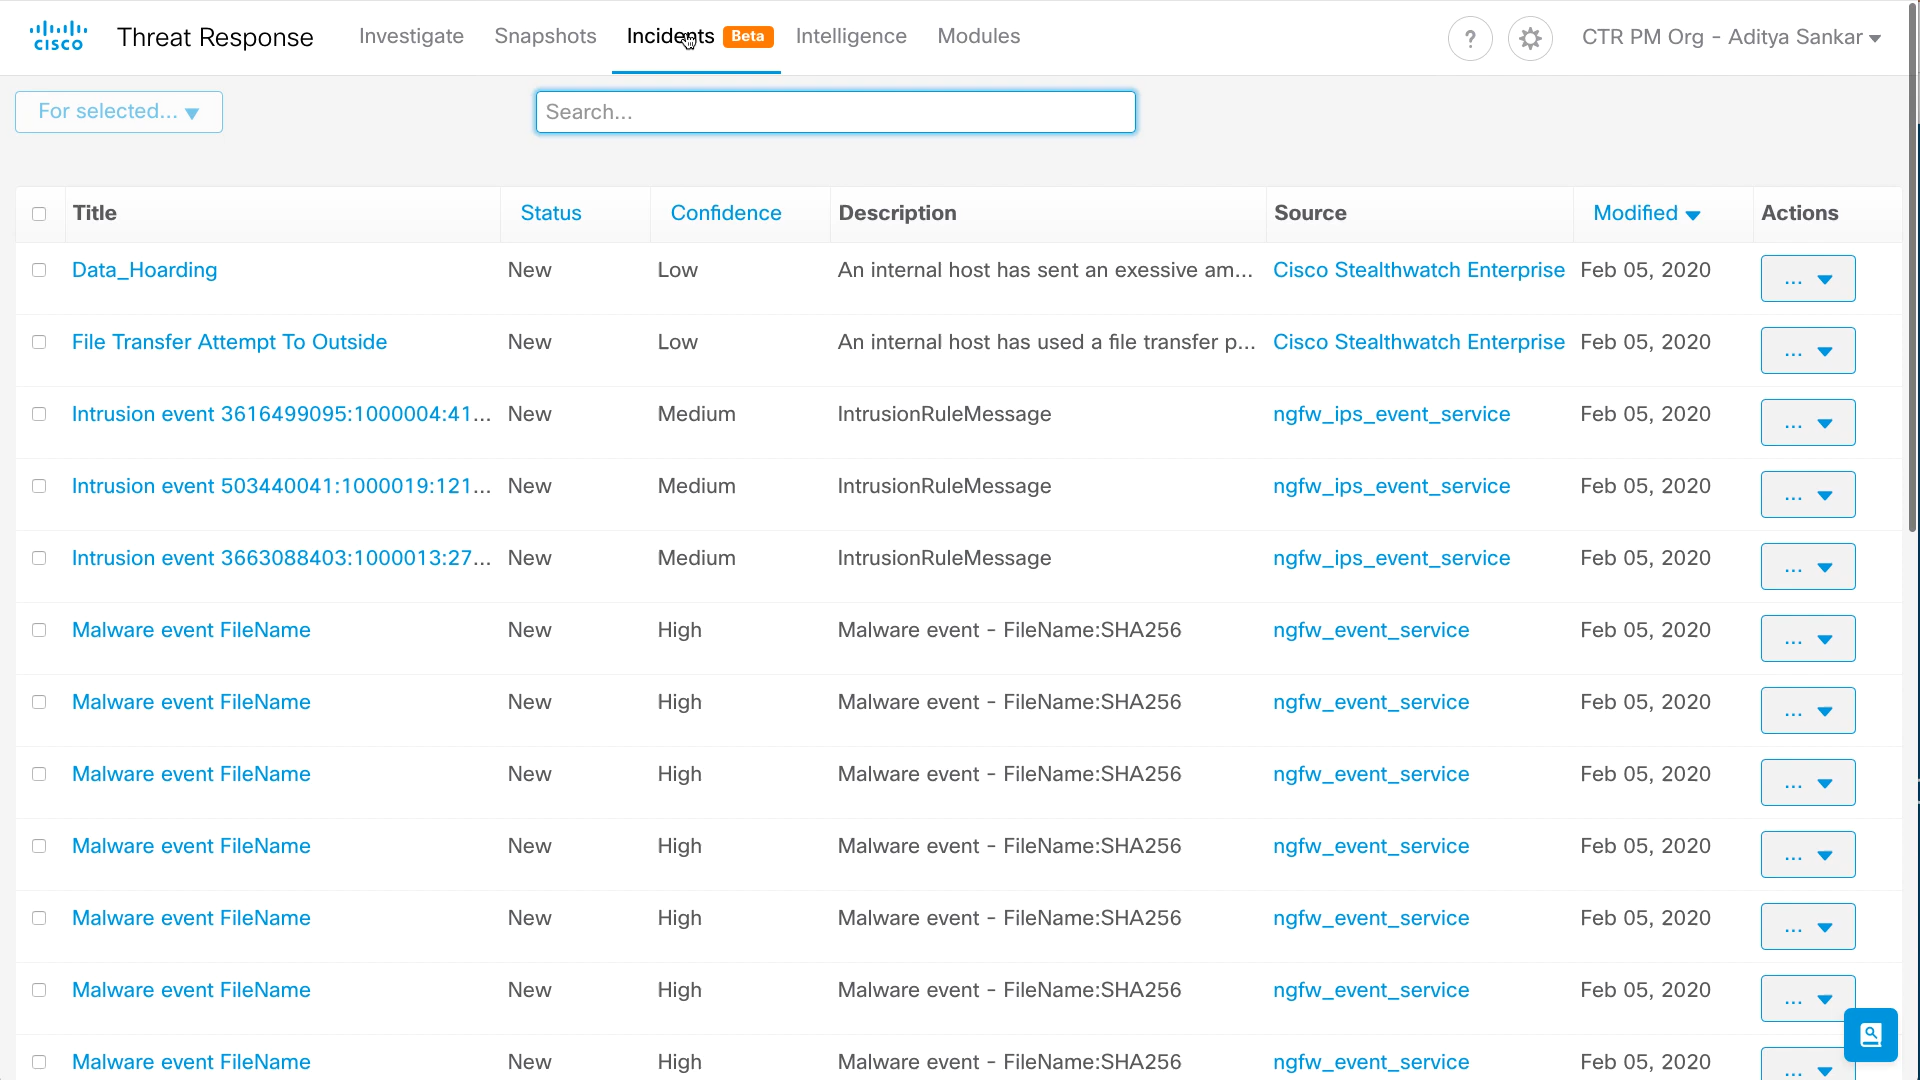 CISCO Threat Response Investigate Snapshots Incidents Beta Intelligence Modules ? CTR PM Org - Aditya Sankar
For selected... Search...
Title Status Confidence Description Source Modified Actions
Data_Hoarding New Low An internal host has sent an exessive am... Cisco Stealthwatch Enterprise Feb 05, 2020 ...
File Transfer Attempt To Outside New Low An internal host has used a file transfer p... Cisco Stealthwatch Enterprise Feb 05, 2020 ...
Intrusion event 3616499095:1000004:41... New Medium IntrusionRuleMessage ngfw_ips_event_service Feb 05, 2020 ...
Intrusion event 503440041:1000019:121... New Medium IntrusionRuleMessage ngfw_ips_event_service Feb 05, 2020 ...
Intrusion event 3663088403:1000013:27... New Medium IntrusionRuleMessage ngfw_ips_event_service Feb 05, 2020 ...
Malware event FileName New High Malware event - FileName:SHA256 ngfw_event_service Feb 05, 2020 ...
Malware event FileName New High Malware event - FileName:SHA256 ngfw_event_service Feb 05, 2020 ...
Malware event FileName New High Malware event - FileName:SHA256 ngfw_event_service Feb 05, 2020 ...
Malware event FileName New High Malware event - FileName:SHA256 ngfw_event_service Feb 05, 2020 ...
Malware event FileName New High Malware event - FileName:SHA256 ngfw_event_service Feb 05, 2020 ...
Malware event FileName New High Malware event - FileName:SHA256 ngfw_event_service Feb 05, 2020 ...
Malware event FileName New High Malware event - FileName:SHA256 ngfw_event_service Feb 05, 2020 ...